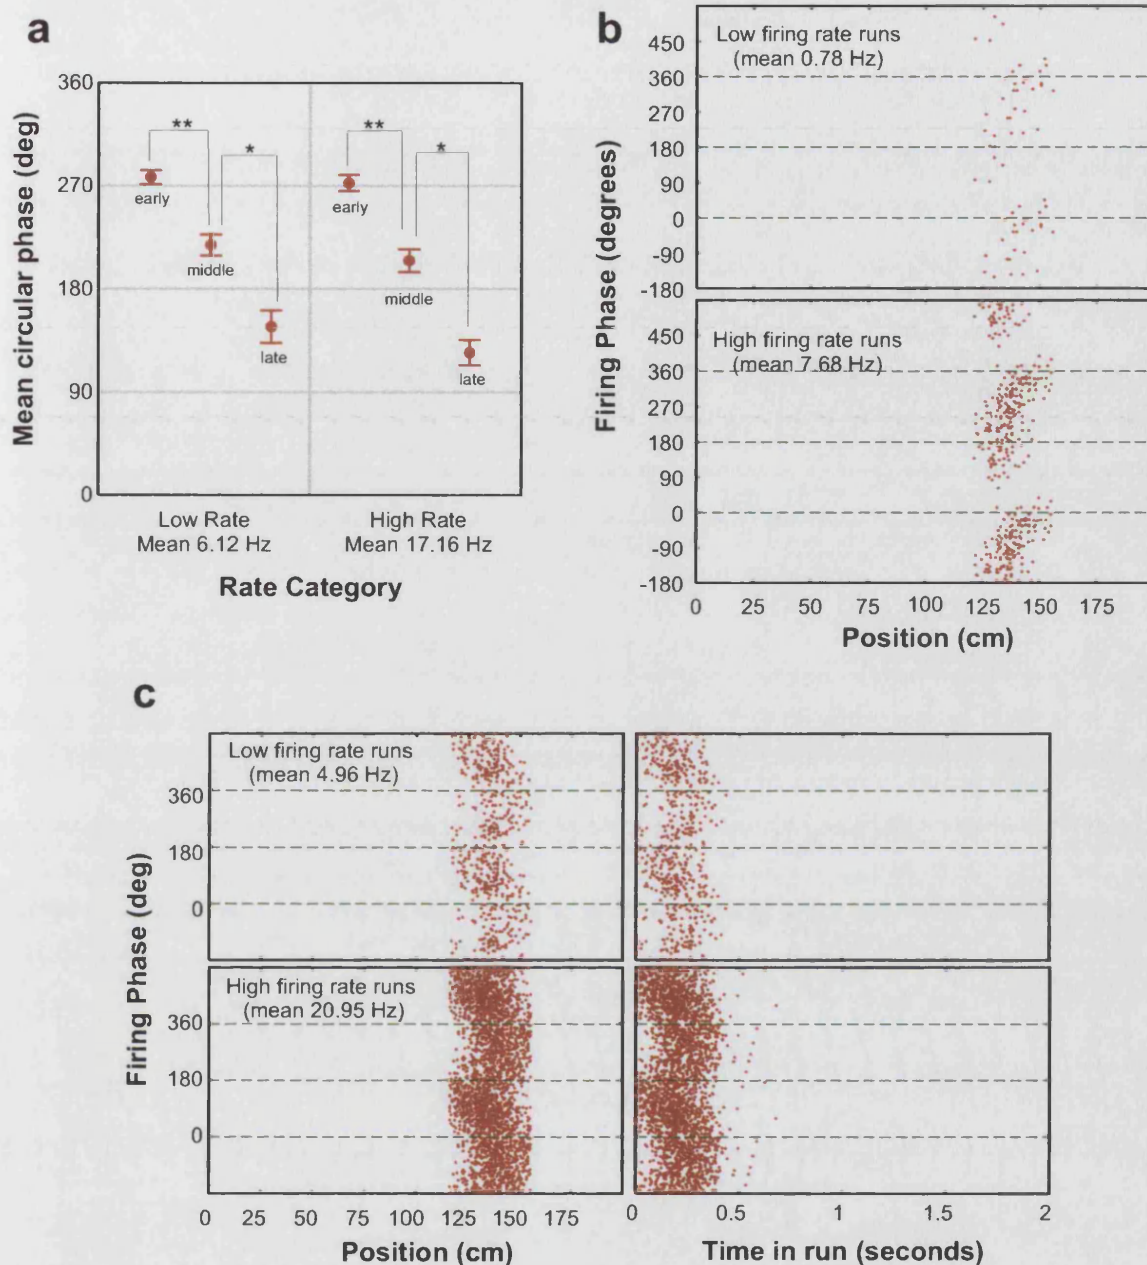 a
Mean circular phase (deg)
360
270
180
90
0
**
*
**
*
early
middle
late
early
middle
late
Low Rate
Mean 6.12 Hz
High Rate
Mean 17.16 Hz
Rate Category
b
Firing Phase (degrees)
Low firing rate runs
(mean 0.78 Hz)
450
360
270
180
90
0
-90
-180
High firing rate runs
(mean 7.68 Hz)
450
360
270
180
90
0
-90
-180
0 25 50 75 100 125 150 175
Position (cm)
c
Firing Phase (deg)
Low firing rate runs
(mean 4.96 Hz)
360
180
0
High firing rate runs
(mean 20.95 Hz)
360
180
0
0 25 50 75 100 125 150 175
Position (cm)
0 0.5 1 1.5 2
Time in run (seconds)